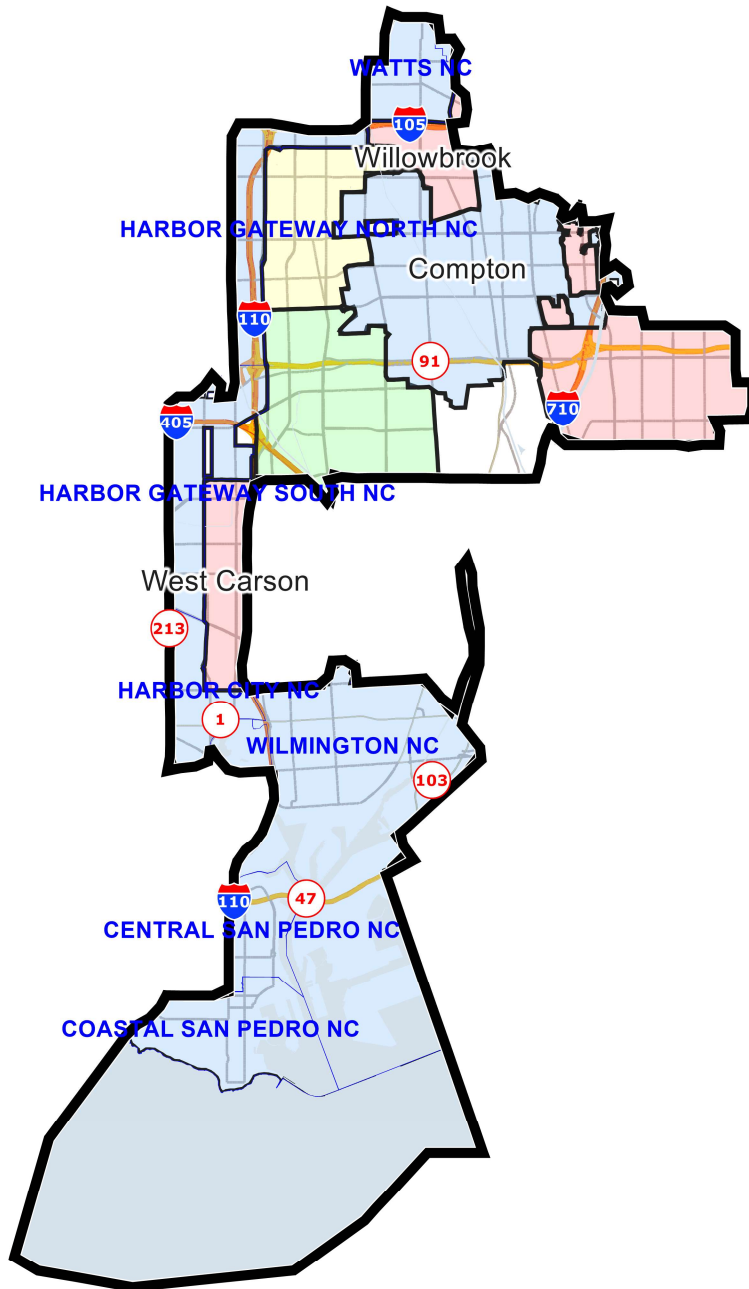 WATTS NC
105
Willowbrook
HARBOR GATEWAY NORTH NC
Compton
110
91
405
710
HARBOR GATEWAY SOUTH NC
West Carson
213
HARBOR CITY NC
1
WILMINGTON NC
103
110
47
CENTRAL SAN PEDRO NC
COASTAL SAN PEDRO NC